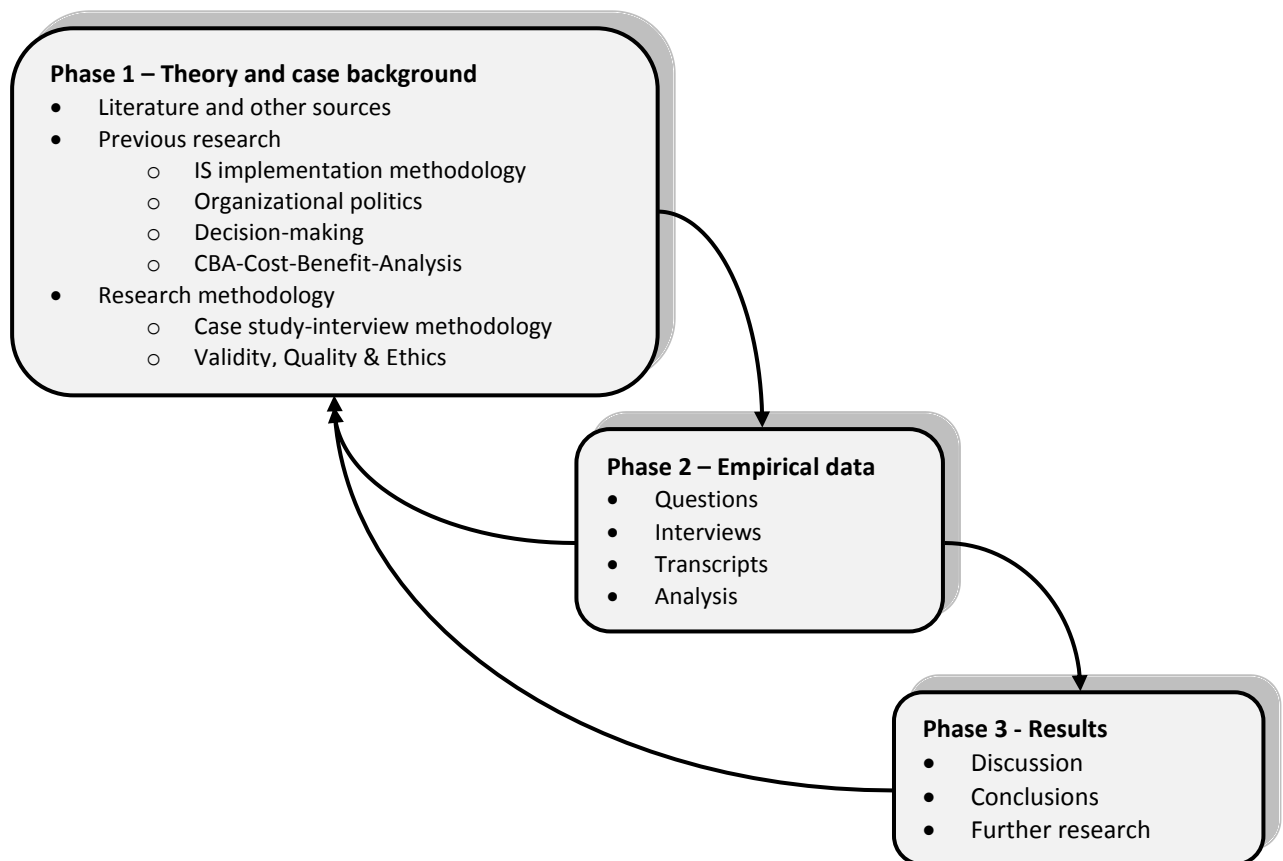 Phase 1 – Theory and case background
• Literature and other sources
• Previous research
o IS implementation methodology
o Organizational politics
o Decision-making
o CBA-Cost-Benefit-Analysis
• Research methodology
o Case study-interview methodology
o Validity, Quality & Ethics
Phase 2 – Empirical data
• Questions
• Interviews
• Transcripts
• Analysis
Phase 3 - Results
• Discussion
• Conclusions
• Further research